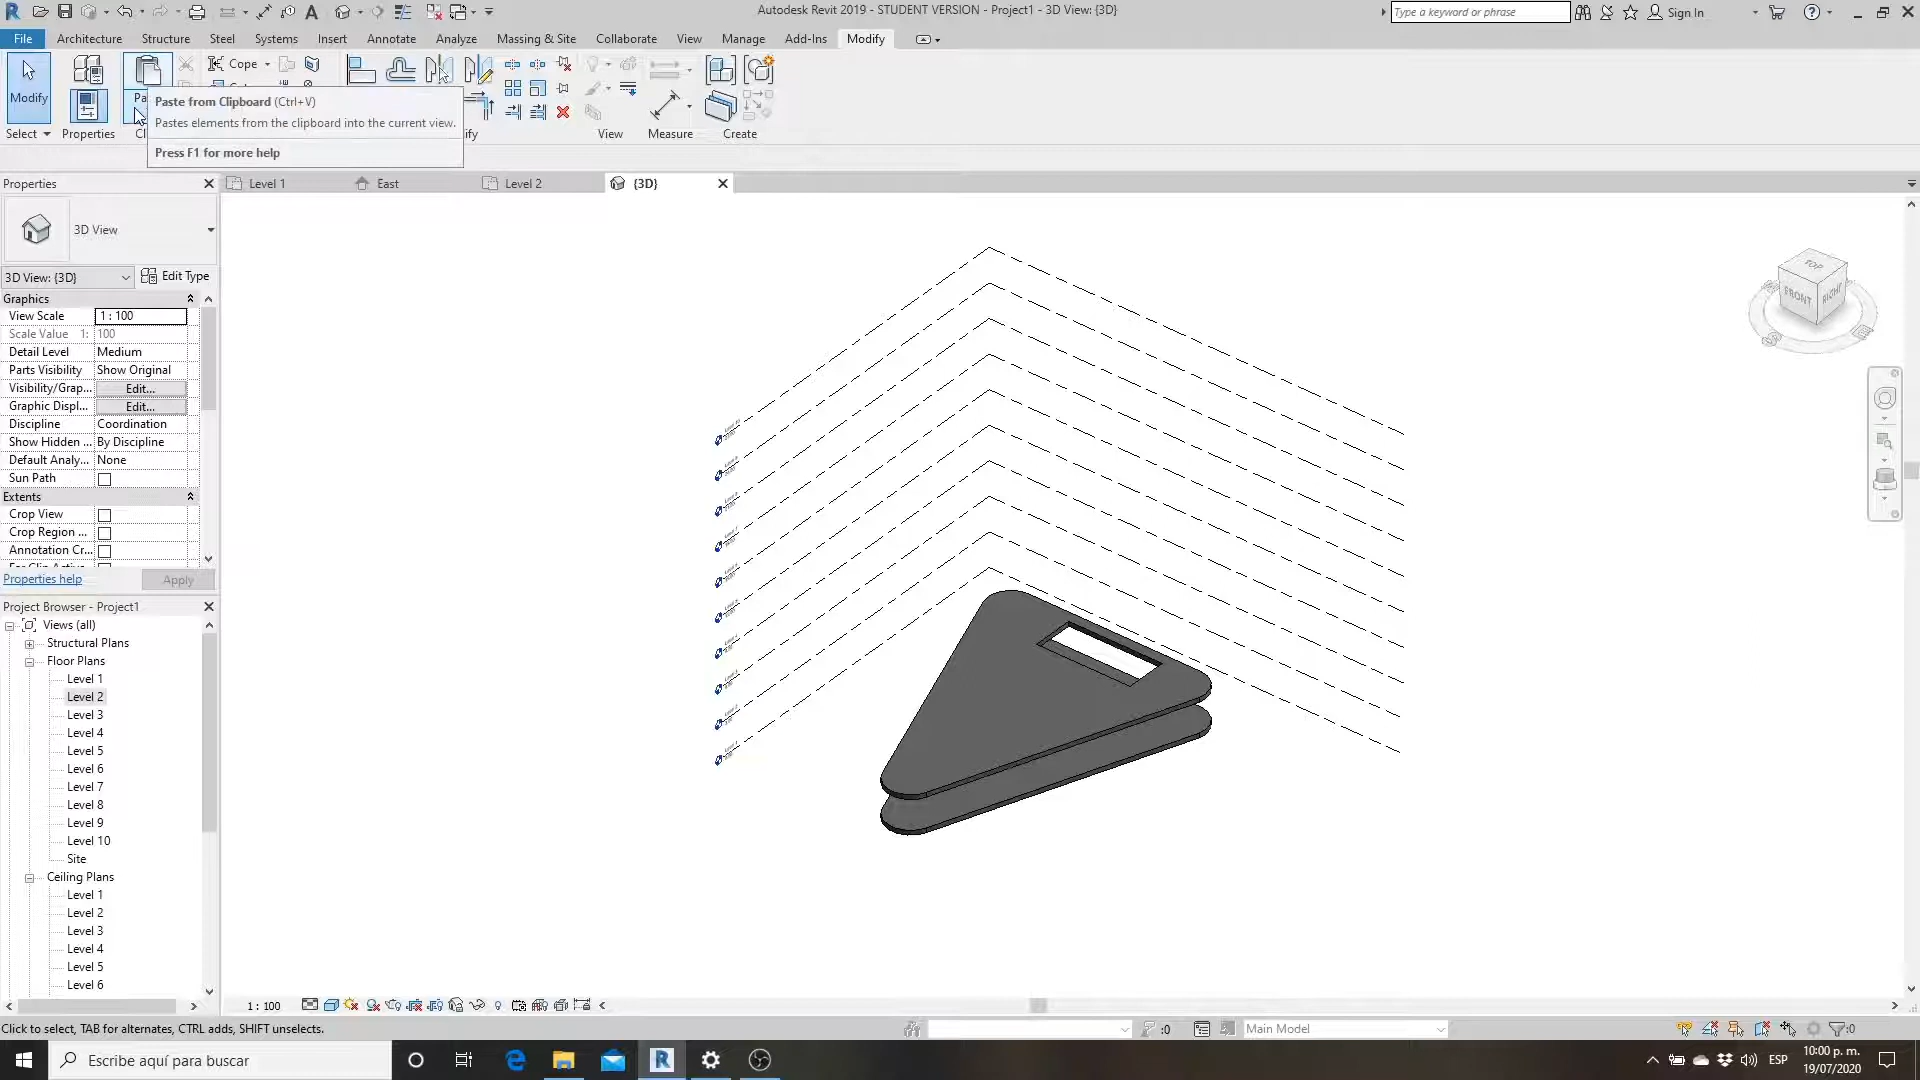 Autodesk Revit 2019 - STUDENT VERSION - Project1 - 3D View: {3D}
Type a keyword or phrase
Sign In
File
Architecture
Structure
Steel
Systems
Insert
Annotate
Analyze
Massing & Site
Collaborate
View
Manage
Add-Ins
Modify
Modify
Cope
Paste from Clipboard (Ctrl+V)
Pastes elements from the clipboard into the current view.
Press F1 for more help
Select
Properties
View
Measure
Create
Properties
Level 1
East
Level 2
{3D}
3D View
3D View: {3D}
Edit Type
Graphics
View Scale
1 : 100
Scale Value 1:
100
Detail Level
Medium
Parts Visibility
Show Original
Visibility/Grap...
Edit...
Graphic Displ...
Edit...
Discipline
Coordination
Show Hidden ...
By Discipline
Default Analy...
None
Sun Path
Extents
Crop View
Crop Region ...
Annotation Cr...
Properties help
Apply
Project Browser - Project1
Views (all)
Structural Plans
Floor Plans
Level 1
Level 2
Level 3
Level 4
Level 5
Level 6
Level 7
Level 8
Level 9
Level 10
Site
Ceiling Plans
Level 1
Level 2
Level 3
Level 4
Level 5
Level 6
TOP
FRONT
RIGHT
1 : 100
Click to select, TAB for alternates, CTRL adds, SHIFT unselects.
:0
Main Model
:0
Escribe aquí para buscar
ESP
10:00 p. m.
19/07/2020